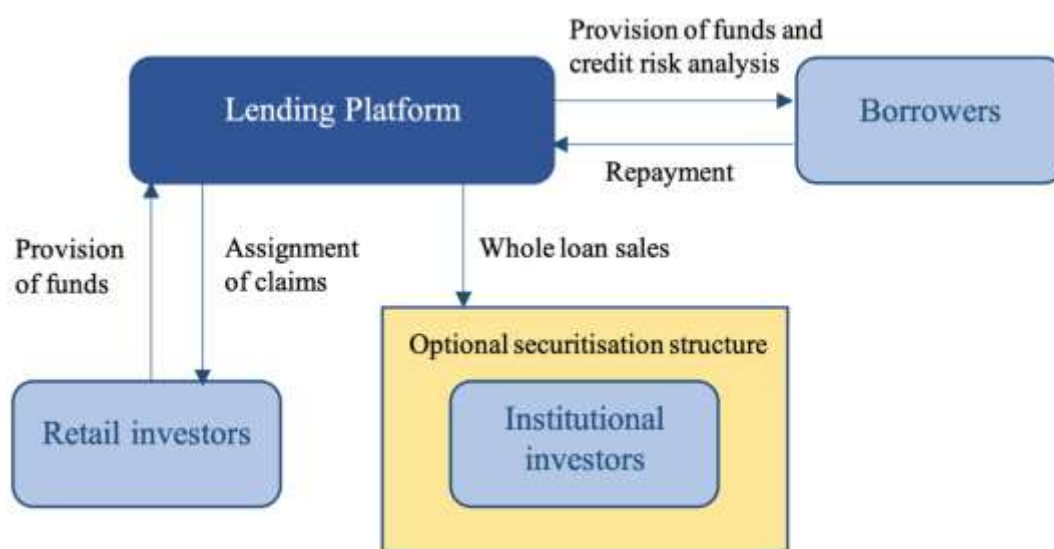 Provision of funds and
credit risk analysis
Lending Platform
Borrowers
Repayment
Provision
of funds
Assignment
of claims
Whole loan sales
Optional securitisation structure
Retail investors
Institutional
investors